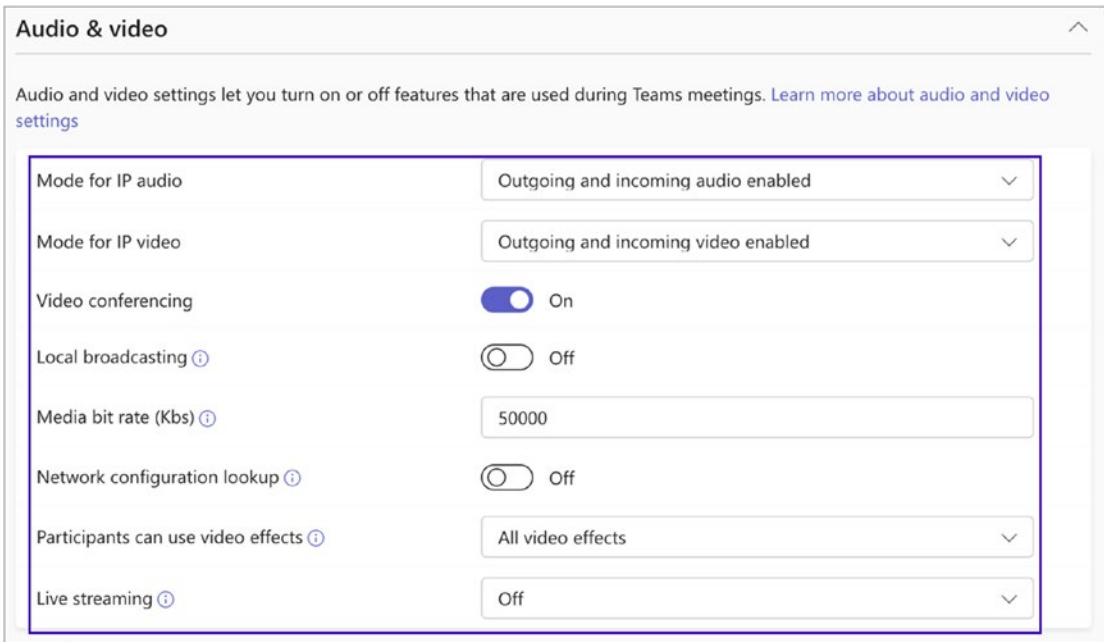 Audio & video
Audio and video settings let you turn on or off features that are used during Teams meetings. Learn more about audio and video
settings
Mode for IP audio Outgoing and incoming audio enabled
Mode for IP video Outgoing and incoming video enabled
Video conferencing On
Local broadcasting Off
Media bit rate (Kbs) 50000
Network configuration lookup Off
Participants can use video effects All video effects
Live streaming Off